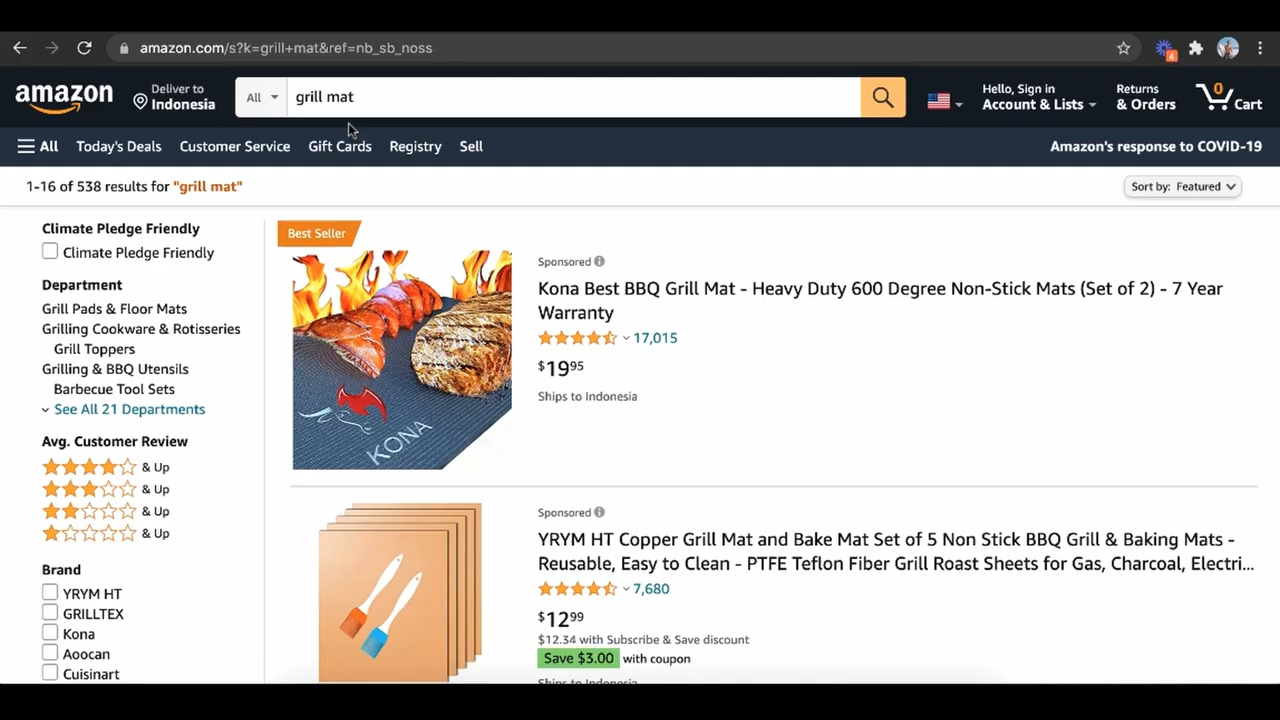 amazon.com/s?k=grill+mat&ref=nb_sb_noss
4
amazon
Deliver to
Indonesia
All
grill mat
Hello, Sign in
Account & Lists
Returns
& Orders
0
Cart
All
Today's Deals
Customer Service
Gift Cards
Registry
Sell
Amazon's response to COVID-19
1-16 of 538 results for "grill mat"
Sort by: Featured
Climate Pledge Friendly
Climate Pledge Friendly
Department
Grill Pads & Floor Mats
Grilling Cookware & Rotisseries
Grill Toppers
Grilling & BBQ Utensils
Barbecue Tool Sets
See All 21 Departments
Avg. Customer Review
& Up
& Up
& Up
& Up
Brand
YRYM HT
GRILLTEX
Kona
Aoocan
Cuisinart
Best Seller
KONA
Sponsored
Kona Best BBQ Grill Mat - Heavy Duty 600 Degree Non-Stick Mats (Set of 2) - 7 Year
Warranty
17,015
$19.95
Ships to Indonesia
Sponsored
YRYM HT Copper Grill Mat and Bake Mat Set of 5 Non Stick BBQ Grill & Baking Mats -
Reusable, Easy to Clean - PTFE Teflon Fiber Grill Roast Sheets for Gas, Charcoal, Electri...
7,680
$12.99
$12.34 with Subscribe & Save discount
Save $3.00 with coupon
Ships to Indonesia